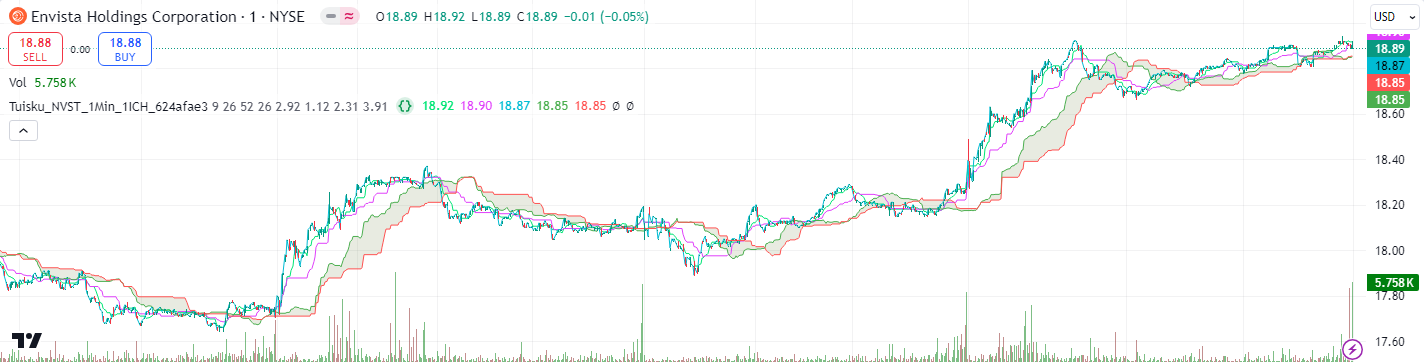 Envista Holdings Corporation · 1 · NYSE O18.89 H18.92 L18.89 C18.89 −0.01 (−0.05%)
USD
18.88 SELL
0.00
18.88 BUY
Vol 5.758 K
Tuisku_NVST_1Min_1ICH_624afae3 9 26 52 26 2.92 1.12 2.31 3.91 {} 18.92 18.90 18.87 18.85 18.85 Ø Ø
18.89
18.87
18.85
18.85
18.60
18.40
18.20
18.00
5.758 K
17.80
17.60